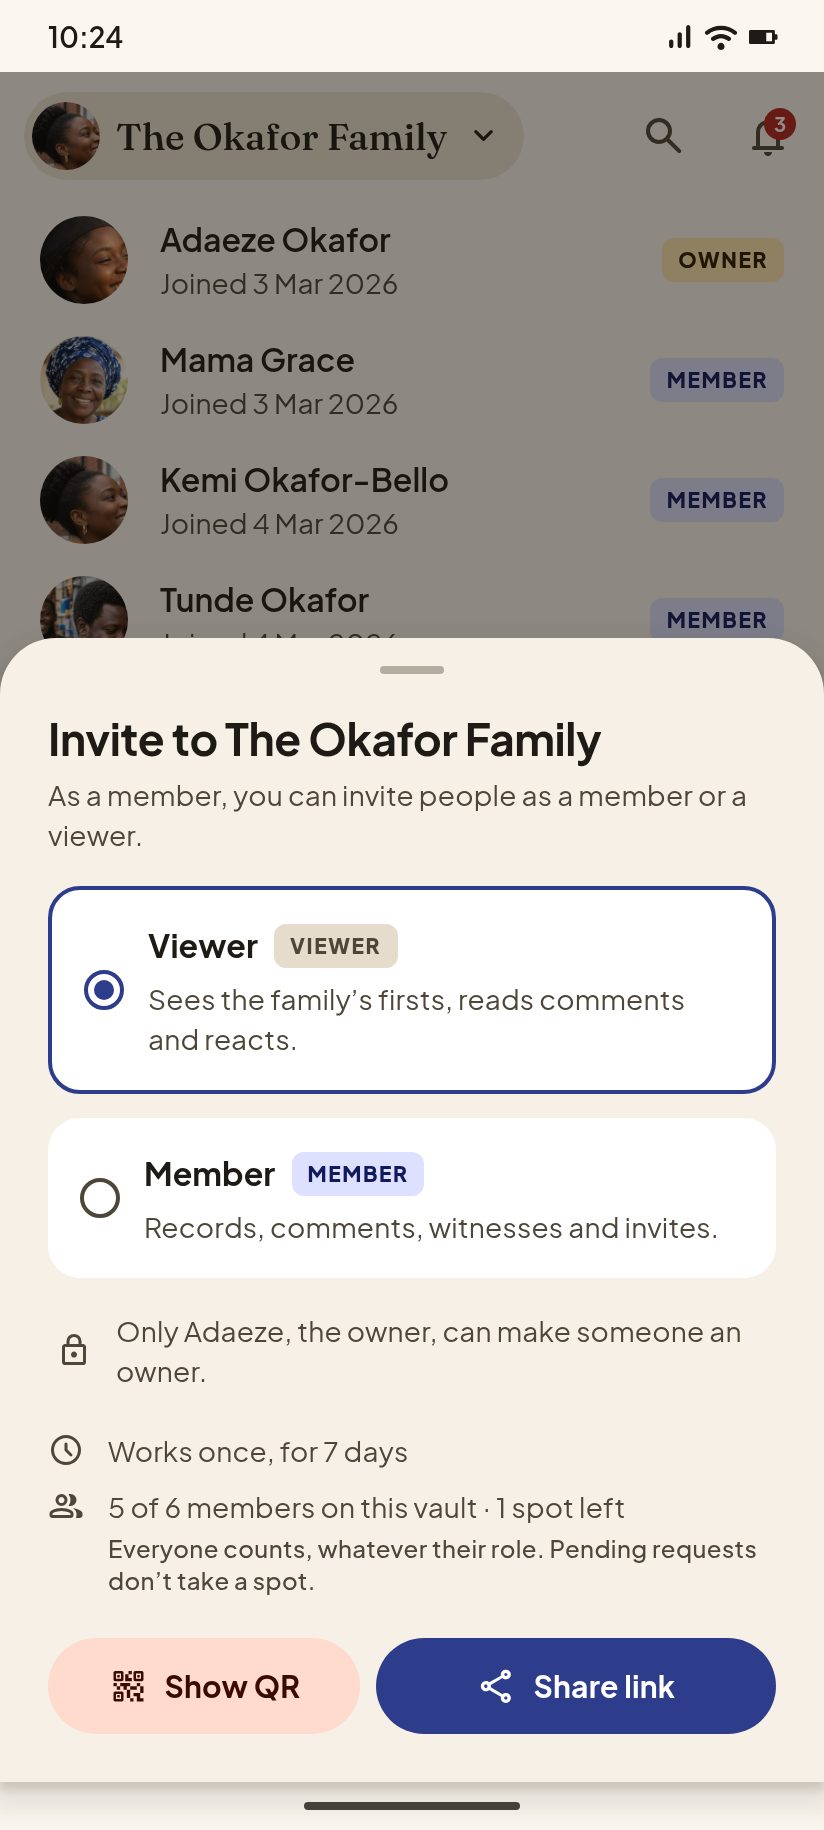 10:24
The Okafor Family
3
Adaeze Okafor
Joined 3 Mar 2026
OWNER
Mama Grace
Joined 3 Mar 2026
MEMBER
Kemi Okafor-Bello
Joined 4 Mar 2026
MEMBER
Tunde Okafor
Joined 4 Mar 2026
MEMBER
Invite to The Okafor Family
As a member, you can invite people as a member or a
viewer.
Viewer VIEWER
Sees the family’s firsts, reads comments
and reacts.
Member MEMBER
Records, comments, witnesses and invites.
Only Adaeze, the owner, can make someone an
owner.
Works once, for 7 days
5 of 6 members on this vault · 1 spot left
Everyone counts, whatever their role. Pending requests
don’t take a spot.
Show QR
Share link